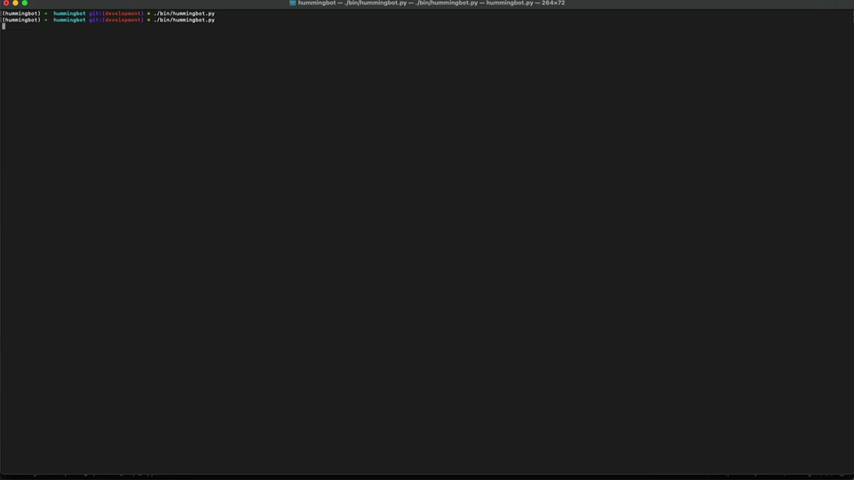 hummingbot — ./bin/hummingbot.py — ./bin/hummingbot.py — hummingbot.py — 264×72
(hummingbot) ➜ hummingbot git:(development) ✗ ./bin/hummingbot.py
(hummingbot) ➜ hummingbot git:(development) ✗ ./bin/hummingbot.py